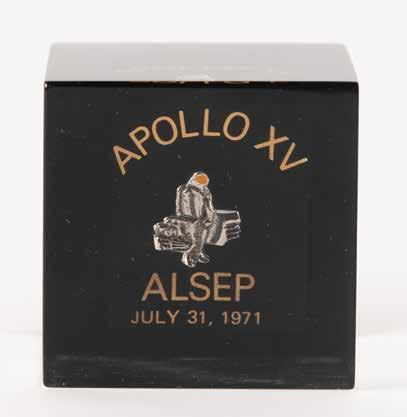 APOLLO XV
ALSEP
JULY 31, 1971